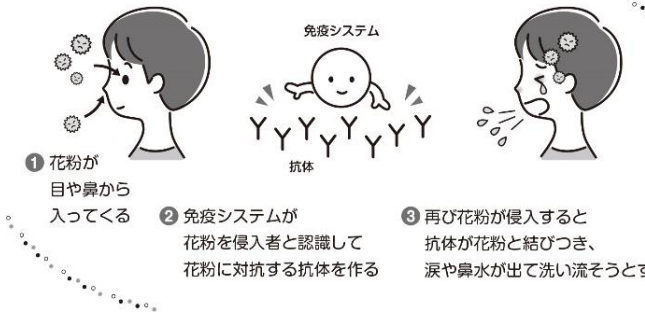 免疫システム
抗体
❶ 花粉が
目や鼻から
入ってくる
❷ 免疫システムが
花粉を侵入者と認識して
花粉に対抗する抗体を作る
❸ 再び花粉が侵入すると
抗体が花粉と結びつき、
涙や鼻水が出て洗い流そうとす